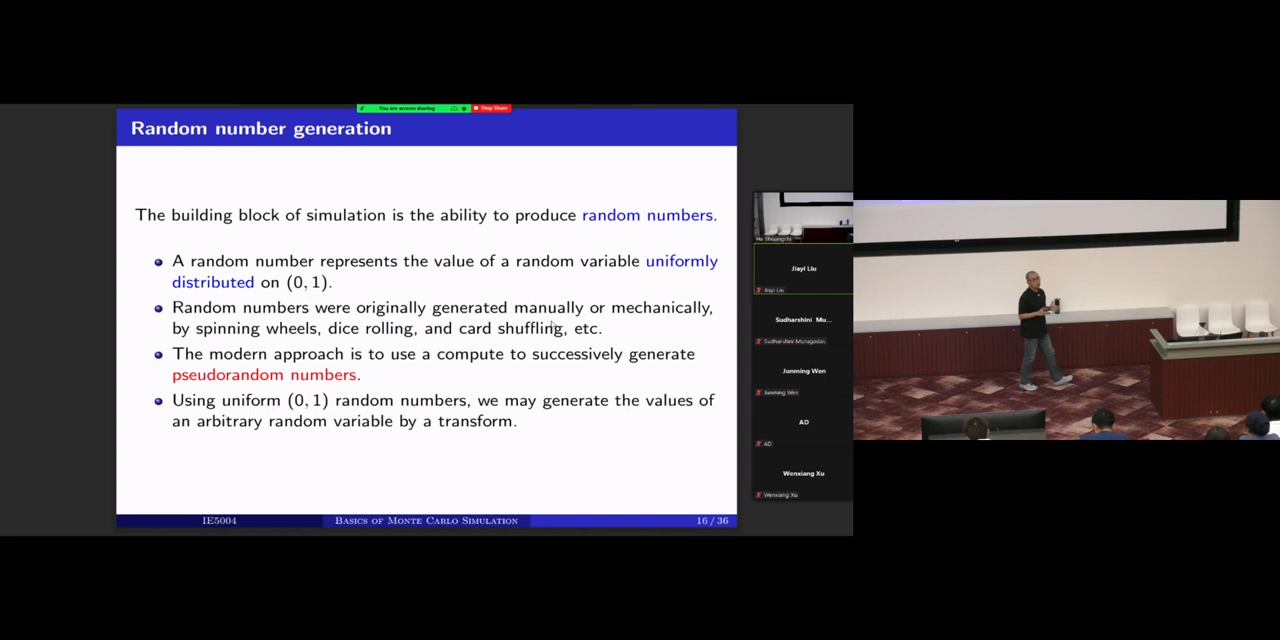 You are screen sharing
Stop Share
Random number generation
The building block of simulation is the ability to produce random numbers.
A random number represents the value of a random variable uniformly
distributed on (0, 1).
Random numbers were originally generated manually or mechanically,
by spinning wheels, dice rolling, and card shuffling, etc.
The modern approach is to use a compute to successively generate
pseudorandom numbers.
Using uniform (0, 1) random numbers, we may generate the values of
an arbitrary random variable by a transform.
IE5004
Basics of Monte Carlo Simulation
16 / 36
He Shuangchi
Jiayi Liu
Jiayi Liu
Sudharshini Mu...
Sudharshini Murugadas
Junming Wen
Junming Wen
AD
AD
Wenxiang Xu
Wenxiang Xu